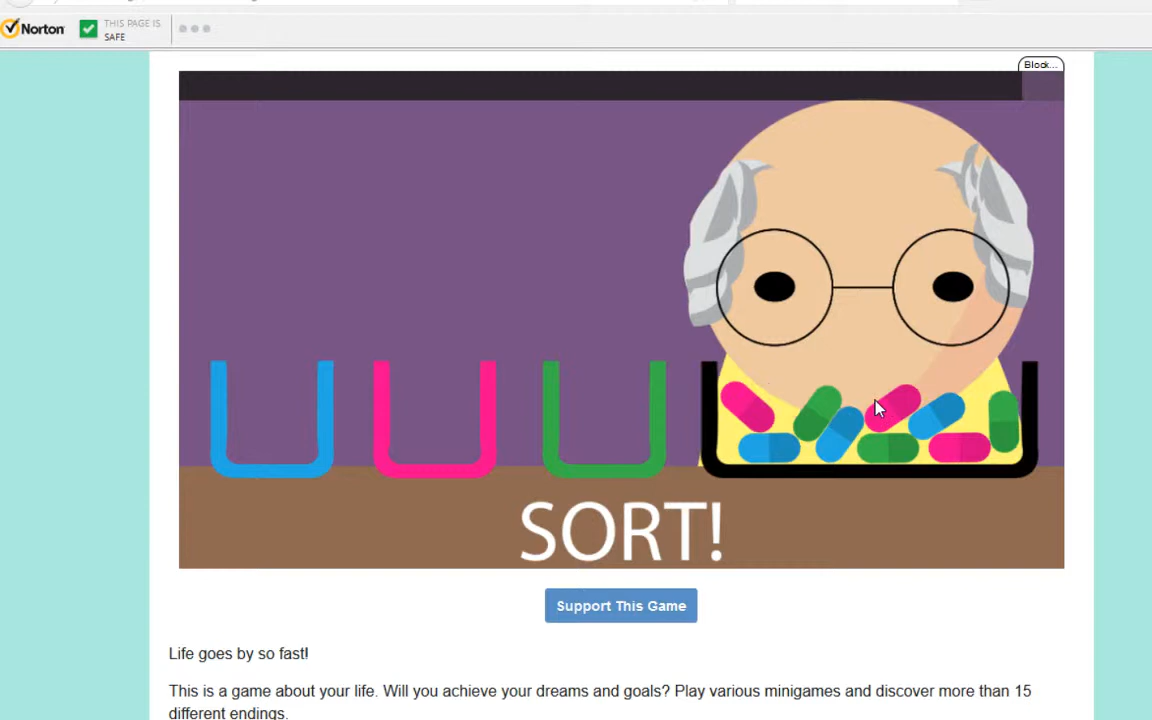 Norton
THIS PAGE IS
SAFE
Block...
SORT!
Support This Game
Life goes by so fast!
This is a game about your life. Will you achieve your dreams and goals? Play various minigames and discover more than 15
different endings.